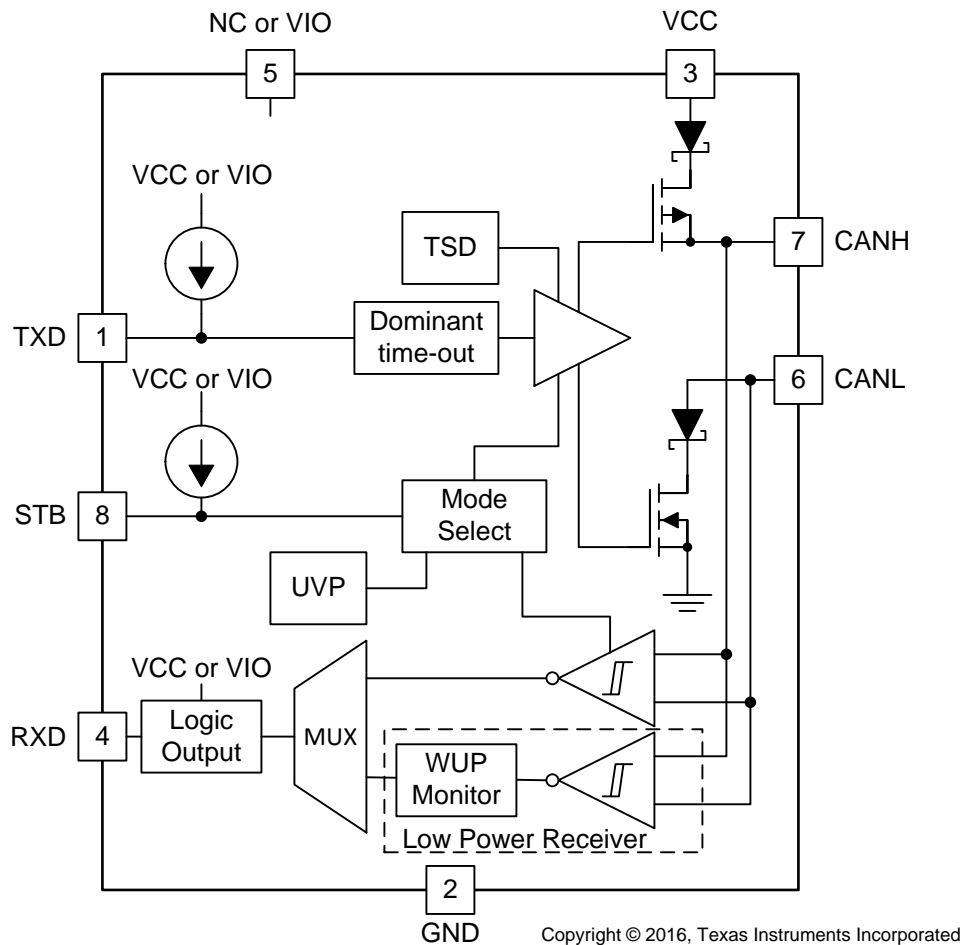 NC or VIO
VCC
5
3
VCC or VIO
TSD
7
CANH
TXD
1
Dominant
time-out
VCC or VIO
6
CANL
STB
8
Mode
Select
UVP
VCC or VIO
RXD
4
Logic
Output
MUX
WUP
Monitor
Low Power Receiver
2
GND
Copyright © 2016, Texas Instruments Incorporated